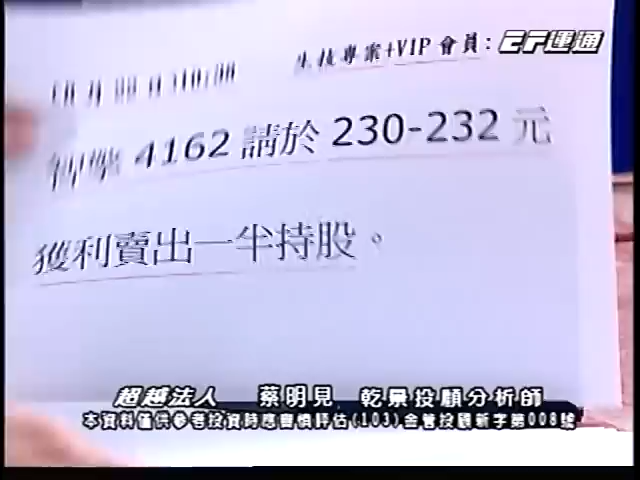 生技專案+VIP會員:
運通
4162 請於 230-232 元
獲利賣出一半持股。
超越法人 蔡明見 乾景投顧分析師
本資料僅供參考投資時應審慎評估(103)金管投顧新字第008號